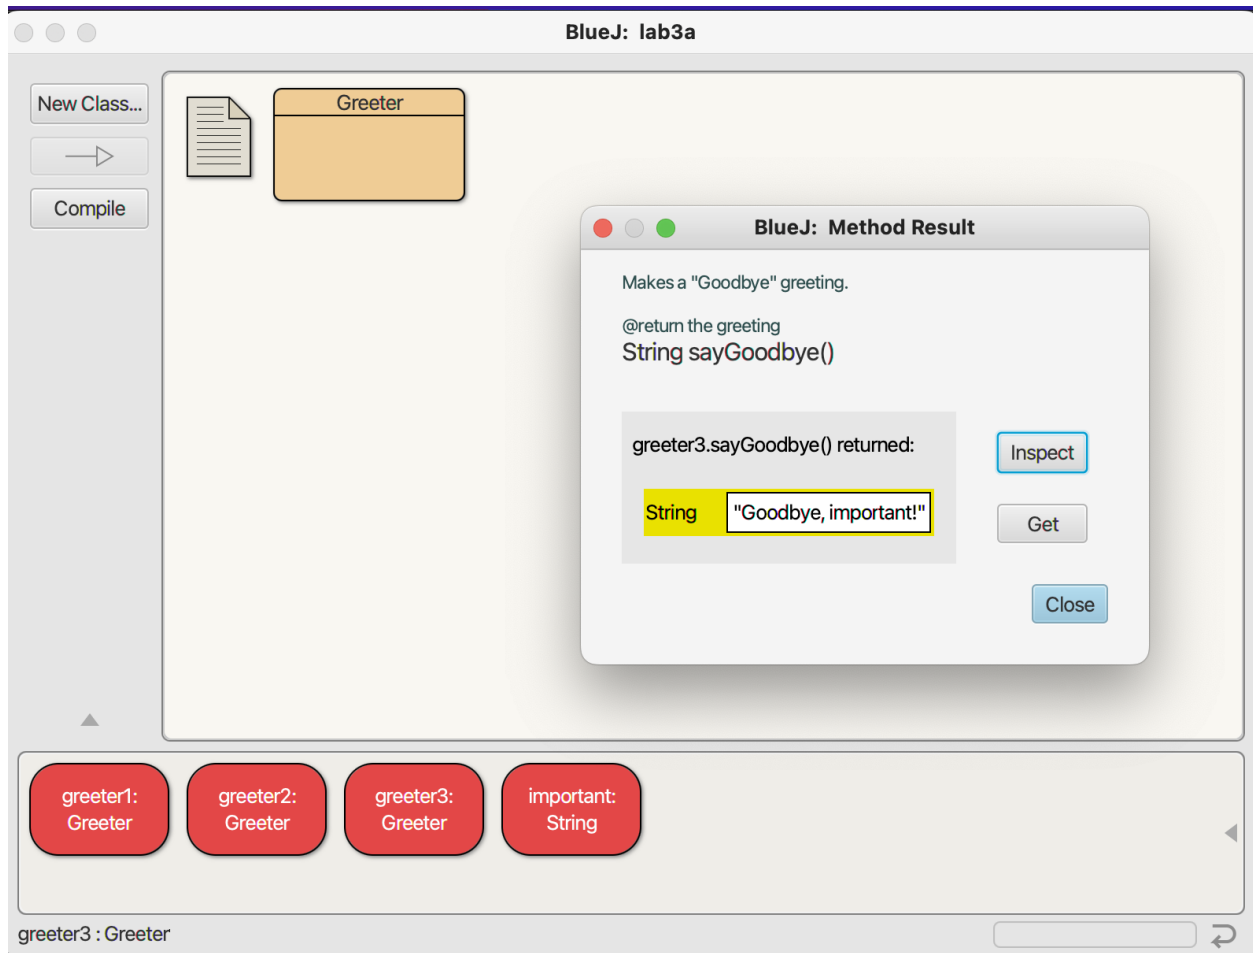 BlueJ: lab3a
New Class...
Compile
Greeter
BlueJ: Method Result
Makes a "Goodbye" greeting.
@return the greeting
String sayGoodbye()
greeter3.sayGoodbye() returned:
String "Goodbye, important!"
Inspect
Get
Close
greeter1:
Greeter
greeter2:
Greeter
greeter3:
Greeter
important:
String
greeter3 : Greeter